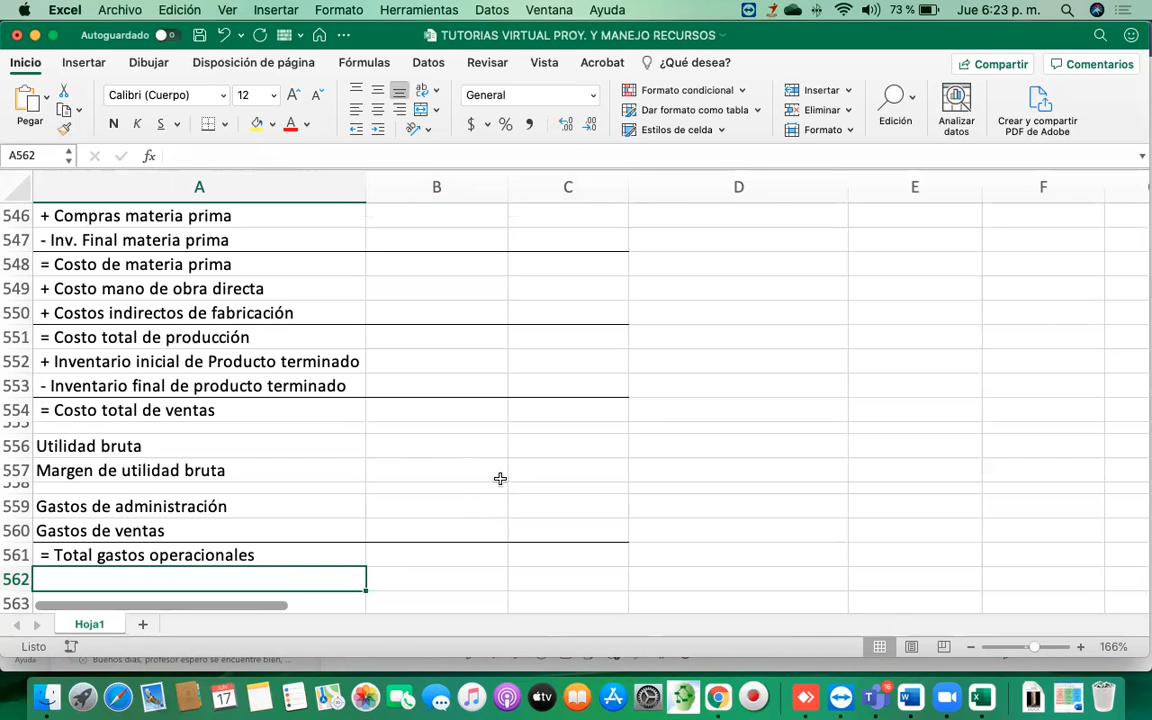 Excel Archivo Edición Ver Insertar Formato Herramientas Datos Ventana Ayuda 73 % Jue 6:23 p. m.
Autoguardado TUTORIAS VIRTUAL PROY. Y MANEJO RECURSOS
Inicio Insertar Dibujar Disposición de página Fórmulas Datos Revisar Vista Acrobat ¿Qué desea? Compartir Comentarios
Pegar Calibri (Cuerpo) 12 General Formato condicional Insertar
N K S $ % Dar formato como tabla Eliminar Edición Analizar datos Crear y compartir PDF de Adobe
Estilos de celda Formato
A562 fx
A B C D E F
546 + Compras materia prima
547 - Inv. Final materia prima
548 = Costo de materia prima
549 + Costo mano de obra directa
550 + Costos indirectos de fabricación
551 = Costo total de producción
552 + Inventario inicial de Producto terminado
553 - Inventario final de producto terminado
554 = Costo total de ventas
555
556 Utilidad bruta
557 Margen de utilidad bruta
558
559 Gastos de administración
560 Gastos de ventas
561 = Total gastos operacionales
562
563
Hoja1
Listo 166%
Ayuda Buenos días, profesor espero se encuentre bien, ...
17
16